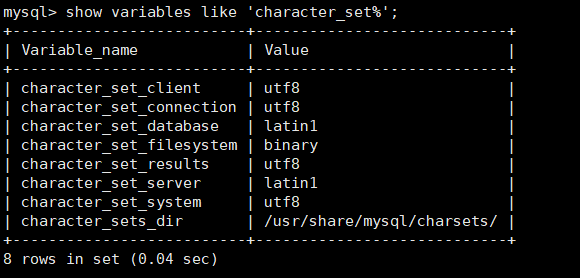 mysql> show variables like 'character_set%';
+--------------------------+----------------------------+
| Variable_name            | Value                      |
+--------------------------+----------------------------+
| character_set_client     | utf8                       |
| character_set_connection | utf8                       |
| character_set_database   | latin1                     |
| character_set_filesystem | binary                     |
| character_set_results    | utf8                       |
| character_set_server     | latin1                     |
| character_set_system     | utf8                       |
| character_sets_dir       | /usr/share/mysql/charsets/ |
+--------------------------+----------------------------+
8 rows in set (0.04 sec)